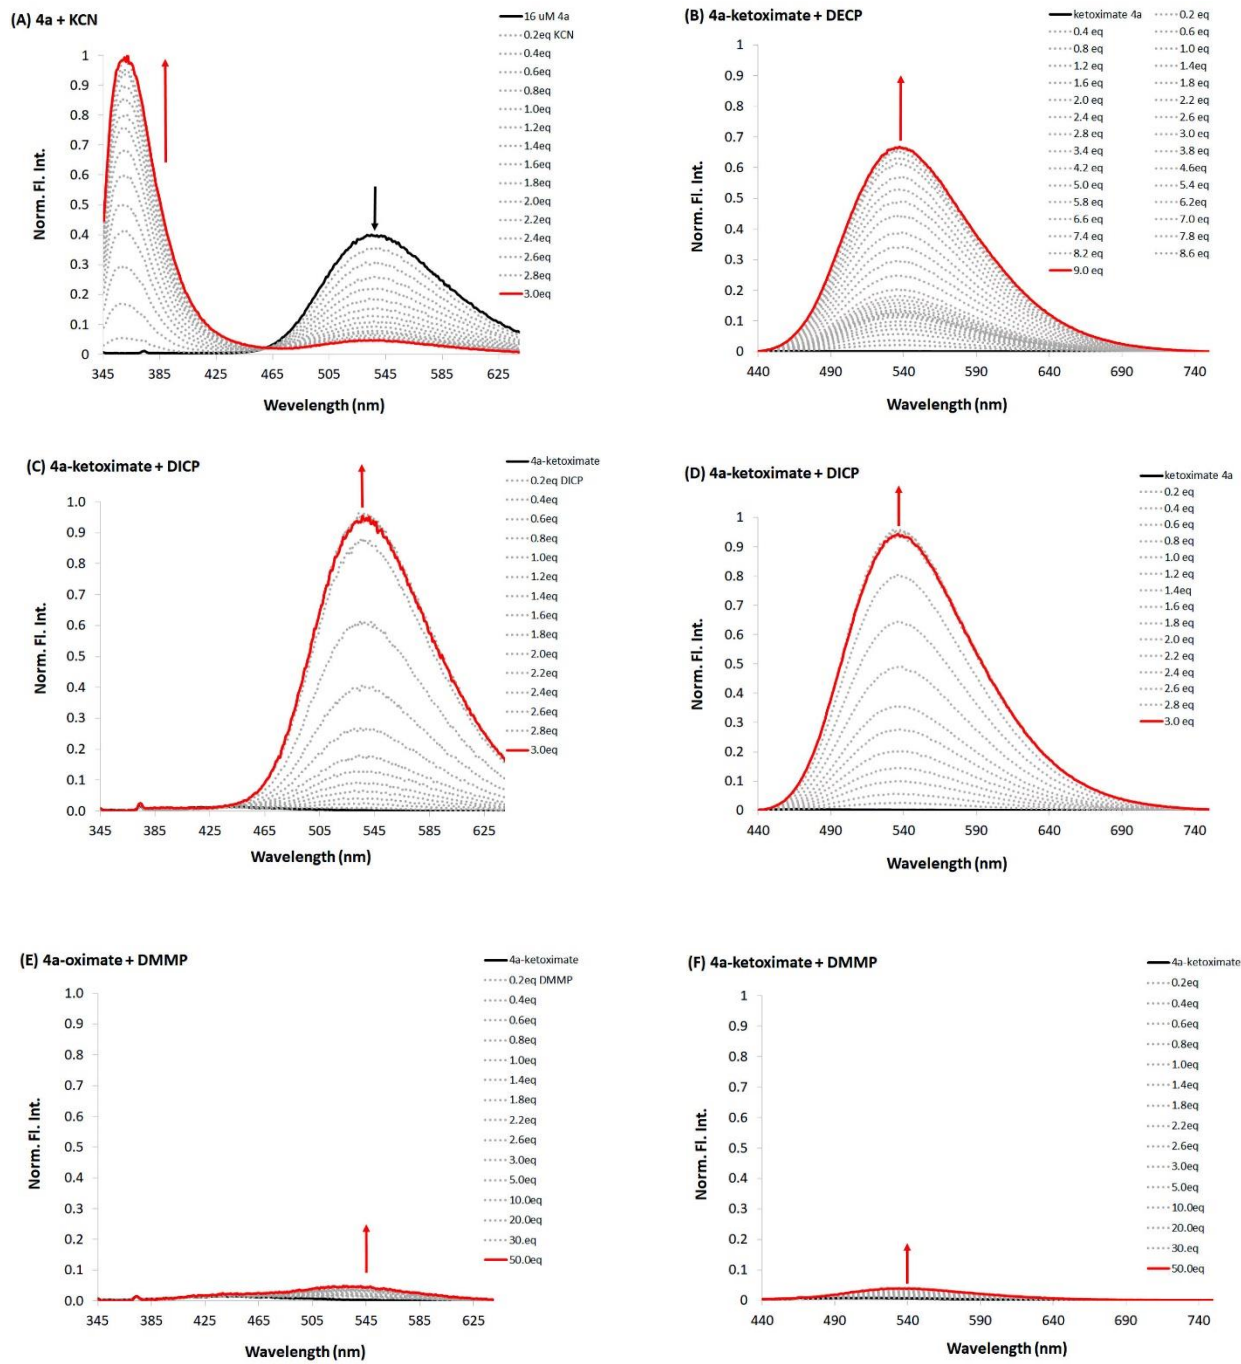 (A) 4a + KCN
16 uM 4a
0.2eq KCN
0.4eq
0.6eq
0.8eq
1.0eq
1.2eq
1.4eq
1.6eq
1.8eq
2.0eq
2.2eq
2.4eq
2.6eq
2.8eq
3.0eq
Norm. Fl. Int.
1
0.9
0.8
0.7
0.6
0.5
0.4
0.3
0.2
0.1
0
345 385 425 465 505 545 585 625
Wevelength (nm)
(B) 4a-ketoximate + DECP
ketoximate 4a 0.2 eq
0.4 eq 0.6 eq
0.8 eq 1.0 eq
1.2 eq 1.4eq
1.6 eq 1.8 eq
2.0 eq 2.2 eq
2.4 eq 2.6 eq
2.8 eq 3.0 eq
3.4 eq 3.8 eq
4.2 eq 4.6eq
5.0 eq 5.4 eq
5.8 eq 6.2eq
6.6 eq 7.0 eq
7.4 eq 7.8 eq
8.2 eq 8.6 eq
9.0 eq
Norm. Fl. Int.
1
0.9
0.8
0.7
0.6
0.5
0.4
0.3
0.2
0.1
0
440 490 540 590 640 690 740
Wavelength (nm)
(C) 4a-ketoximate + DICP
4a-ketoximate
0.2eq DICP
0.4eq
0.6eq
0.8eq
1.0eq
1.2eq
1.4eq
1.6eq
1.8eq
2.0eq
2.2eq
2.4eq
2.6eq
2.8eq
3.0eq
Norm. Fl. Int.
1.0
0.9
0.8
0.7
0.6
0.5
0.4
0.3
0.2
0.1
0.0
345 385 425 465 505 545 585 625
Wavelength (nm)
(D) 4a-ketoximate + DICP
ketoximate 4a
0.2 eq
0.4 eq
0.6 eq
0.8 eq
1.0 eq
1.2 eq
1.4eq
1.6 eq
1.8 eq
2.0 eq
2.2 eq
2.4 eq
2.6 eq
2.8 eq
3.0 eq
Norm. Fl. Int.
1
0.9
0.8
0.7
0.6
0.5
0.4
0.3
0.2
0.1
0
440 490 540 590 640 690 740
Wavelength (nm)
(E) 4a-oximate + DMMP
4a-ketoximate
0.2eq DMMP
0.4eq
0.6eq
0.8eq
1.0eq
1.4eq
1.8eq
2.2eq
2.6eq
3.0eq
5.0eq
10.0eq
20.0eq
30.eq
50.0eq
Norm. Fl. Int.
1.0
0.9
0.8
0.7
0.6
0.5
0.4
0.3
0.2
0.1
0.0
345 385 425 465 505 545 585 625
Wavelength (nm)
(F) 4a-ketoximate + DMMP
4a-ketoximate
0.2eq
0.4eq
0.6eq
0.8eq
1.0eq
1.4eq
1.8eq
2.2eq
2.6eq
3.0eq
5.0eq
10.0eq
20.0eq
30.eq
50.0eq
Norm. Fl. Int.
1
0.9
0.8
0.7
0.6
0.5
0.4
0.3
0.2
0.1
0
440 490 540 590 640 690 740
Wavelength (nm)